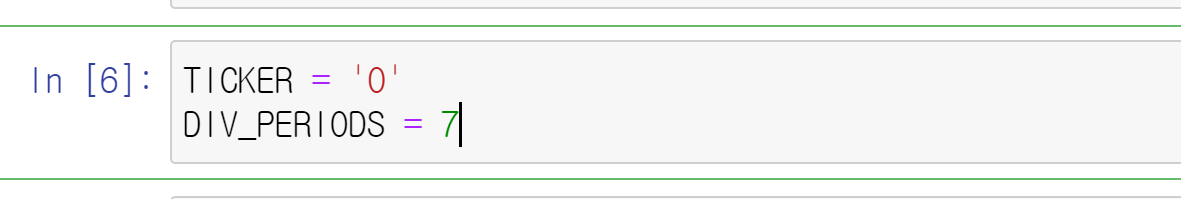 In [6]: TICKER = 'O'
DIV_PERIODS = 7